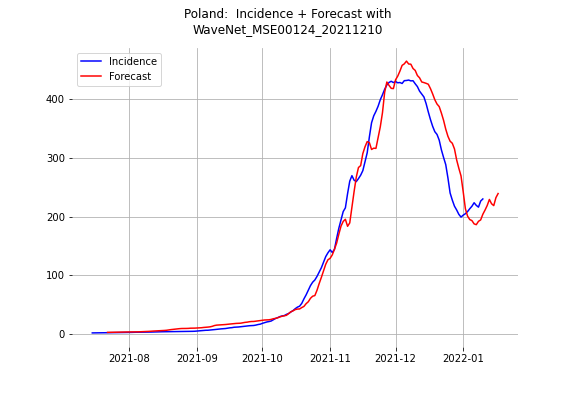 Poland:  Incidence + Forecast with
WaveNet_MSE00124_20211210
Incidence
Forecast
400
300
200
100
0
2021-08
2021-09
2021-10
2021-11
2021-12
2022-01